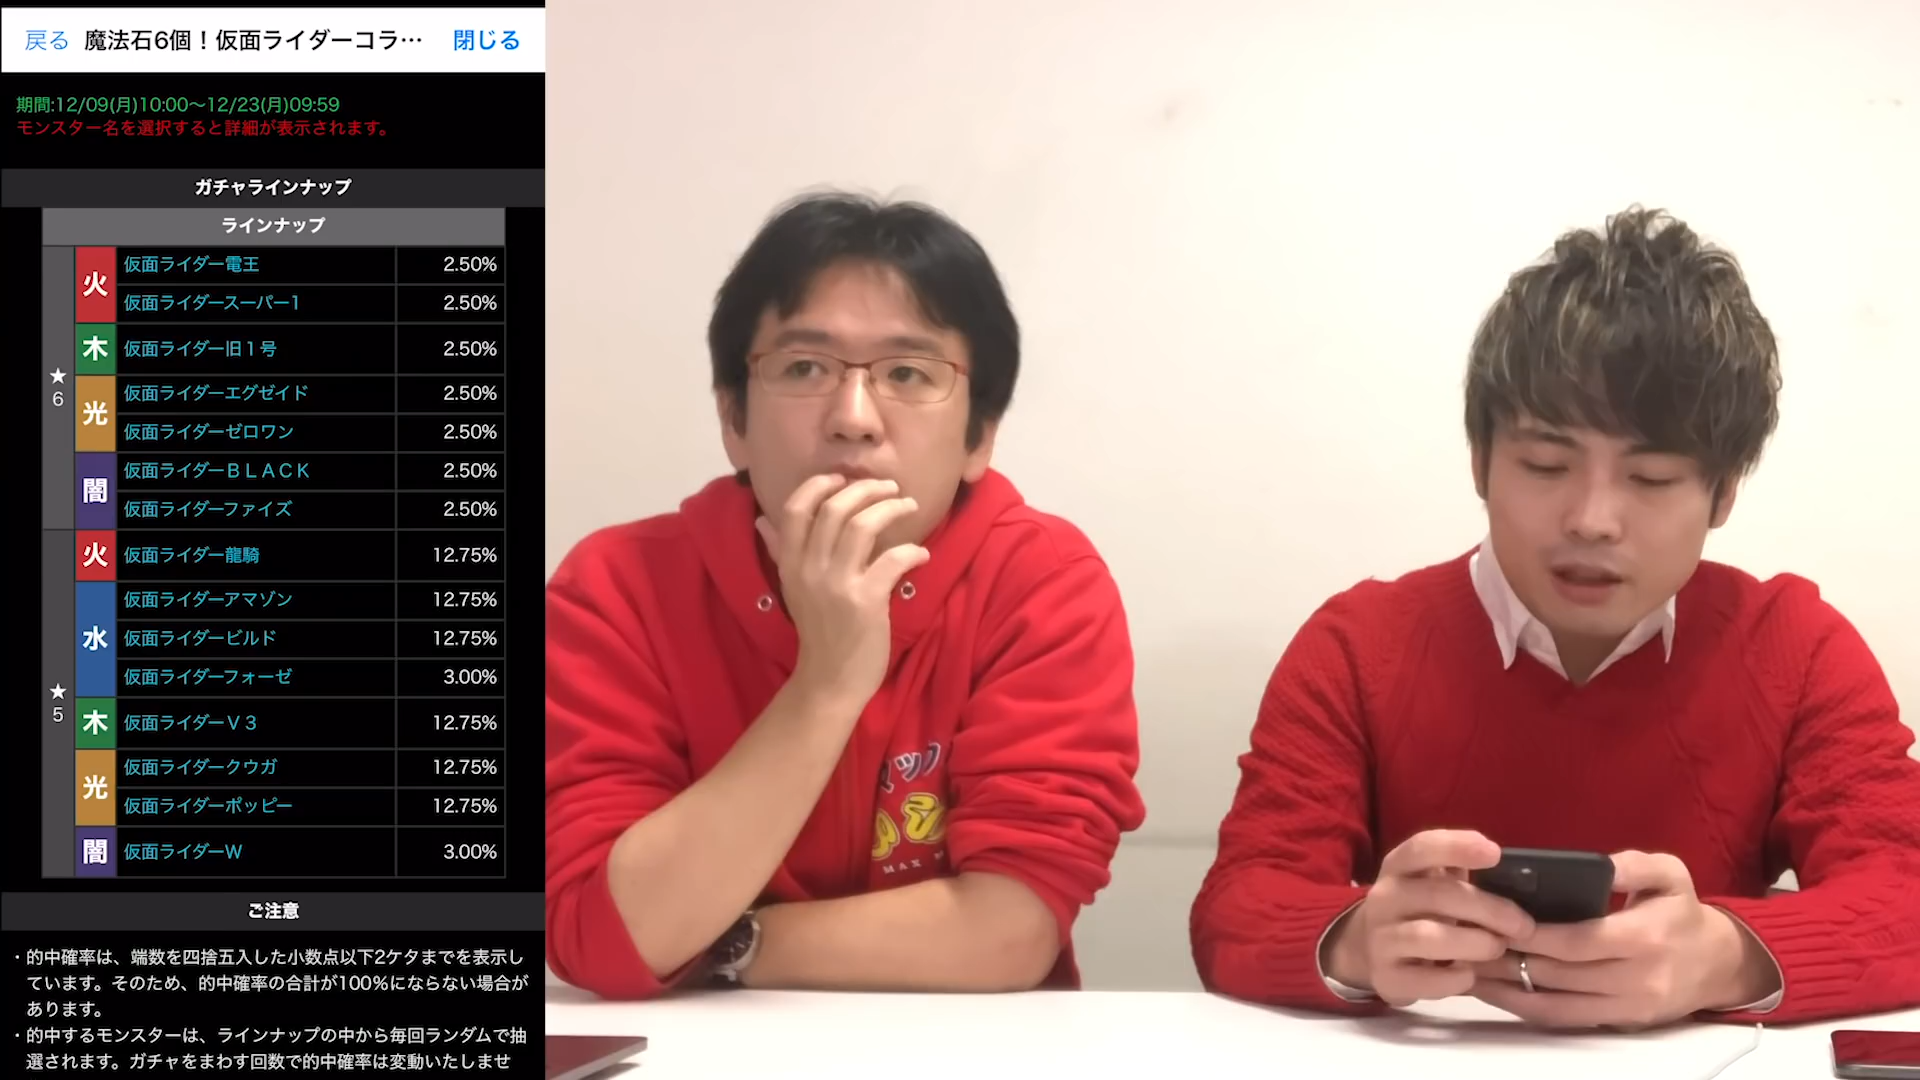 戻る 魔法石6個！仮面ライダーコラ… 閉じる
期間:12/09(月)10:00～12/23(月)09:59
モンスター名を選択すると詳細が表示されます。
ガチャラインナップ
ラインナップ
★6
火
仮面ライダー電王 2.50%
仮面ライダースーパー1 2.50%
木 仮面ライダー旧１号 2.50%
光
仮面ライダーエグゼイド 2.50%
仮面ライダーゼロワン 2.50%
闇
仮面ライダーＢＬＡＣＫ 2.50%
仮面ライダーファイズ 2.50%
★5
火 仮面ライダー龍騎 12.75%
水
仮面ライダーアマゾン 12.75%
仮面ライダービルド 12.75%
仮面ライダーフォーゼ 3.00%
木 仮面ライダーＶ３ 12.75%
光
仮面ライダークウガ 12.75%
仮面ライダーポッピー 12.75%
闇 仮面ライダーW 3.00%
ご注意
・的中確率は、端数を四捨五入した小数点以下2ケタまでを表示し
ています。そのため、的中確率の合計が100%にならない場合が
あります。
・的中するモンスターは、ラインナップの中から毎回ランダムで抽
選されます。ガチャをまわす回数で的中確率は変動いたしませ
マック
MAX